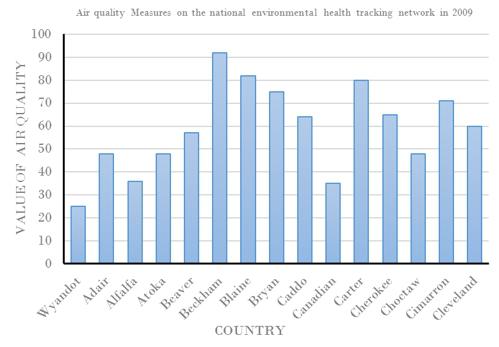 Air quality Measures on the national environmental health tracking network in 2009
100
90
80
70
60
50
40
30
20
10
0
VALUE OF AIR QUALITY
Wyandot
Adair
Alfalfa
Atoka
Beaver
Beckham
Blaine
Bryan
Caddo
Canadian
Carter
Cherokee
Choctaw
Cimarron
Cleveland
COUNTRY